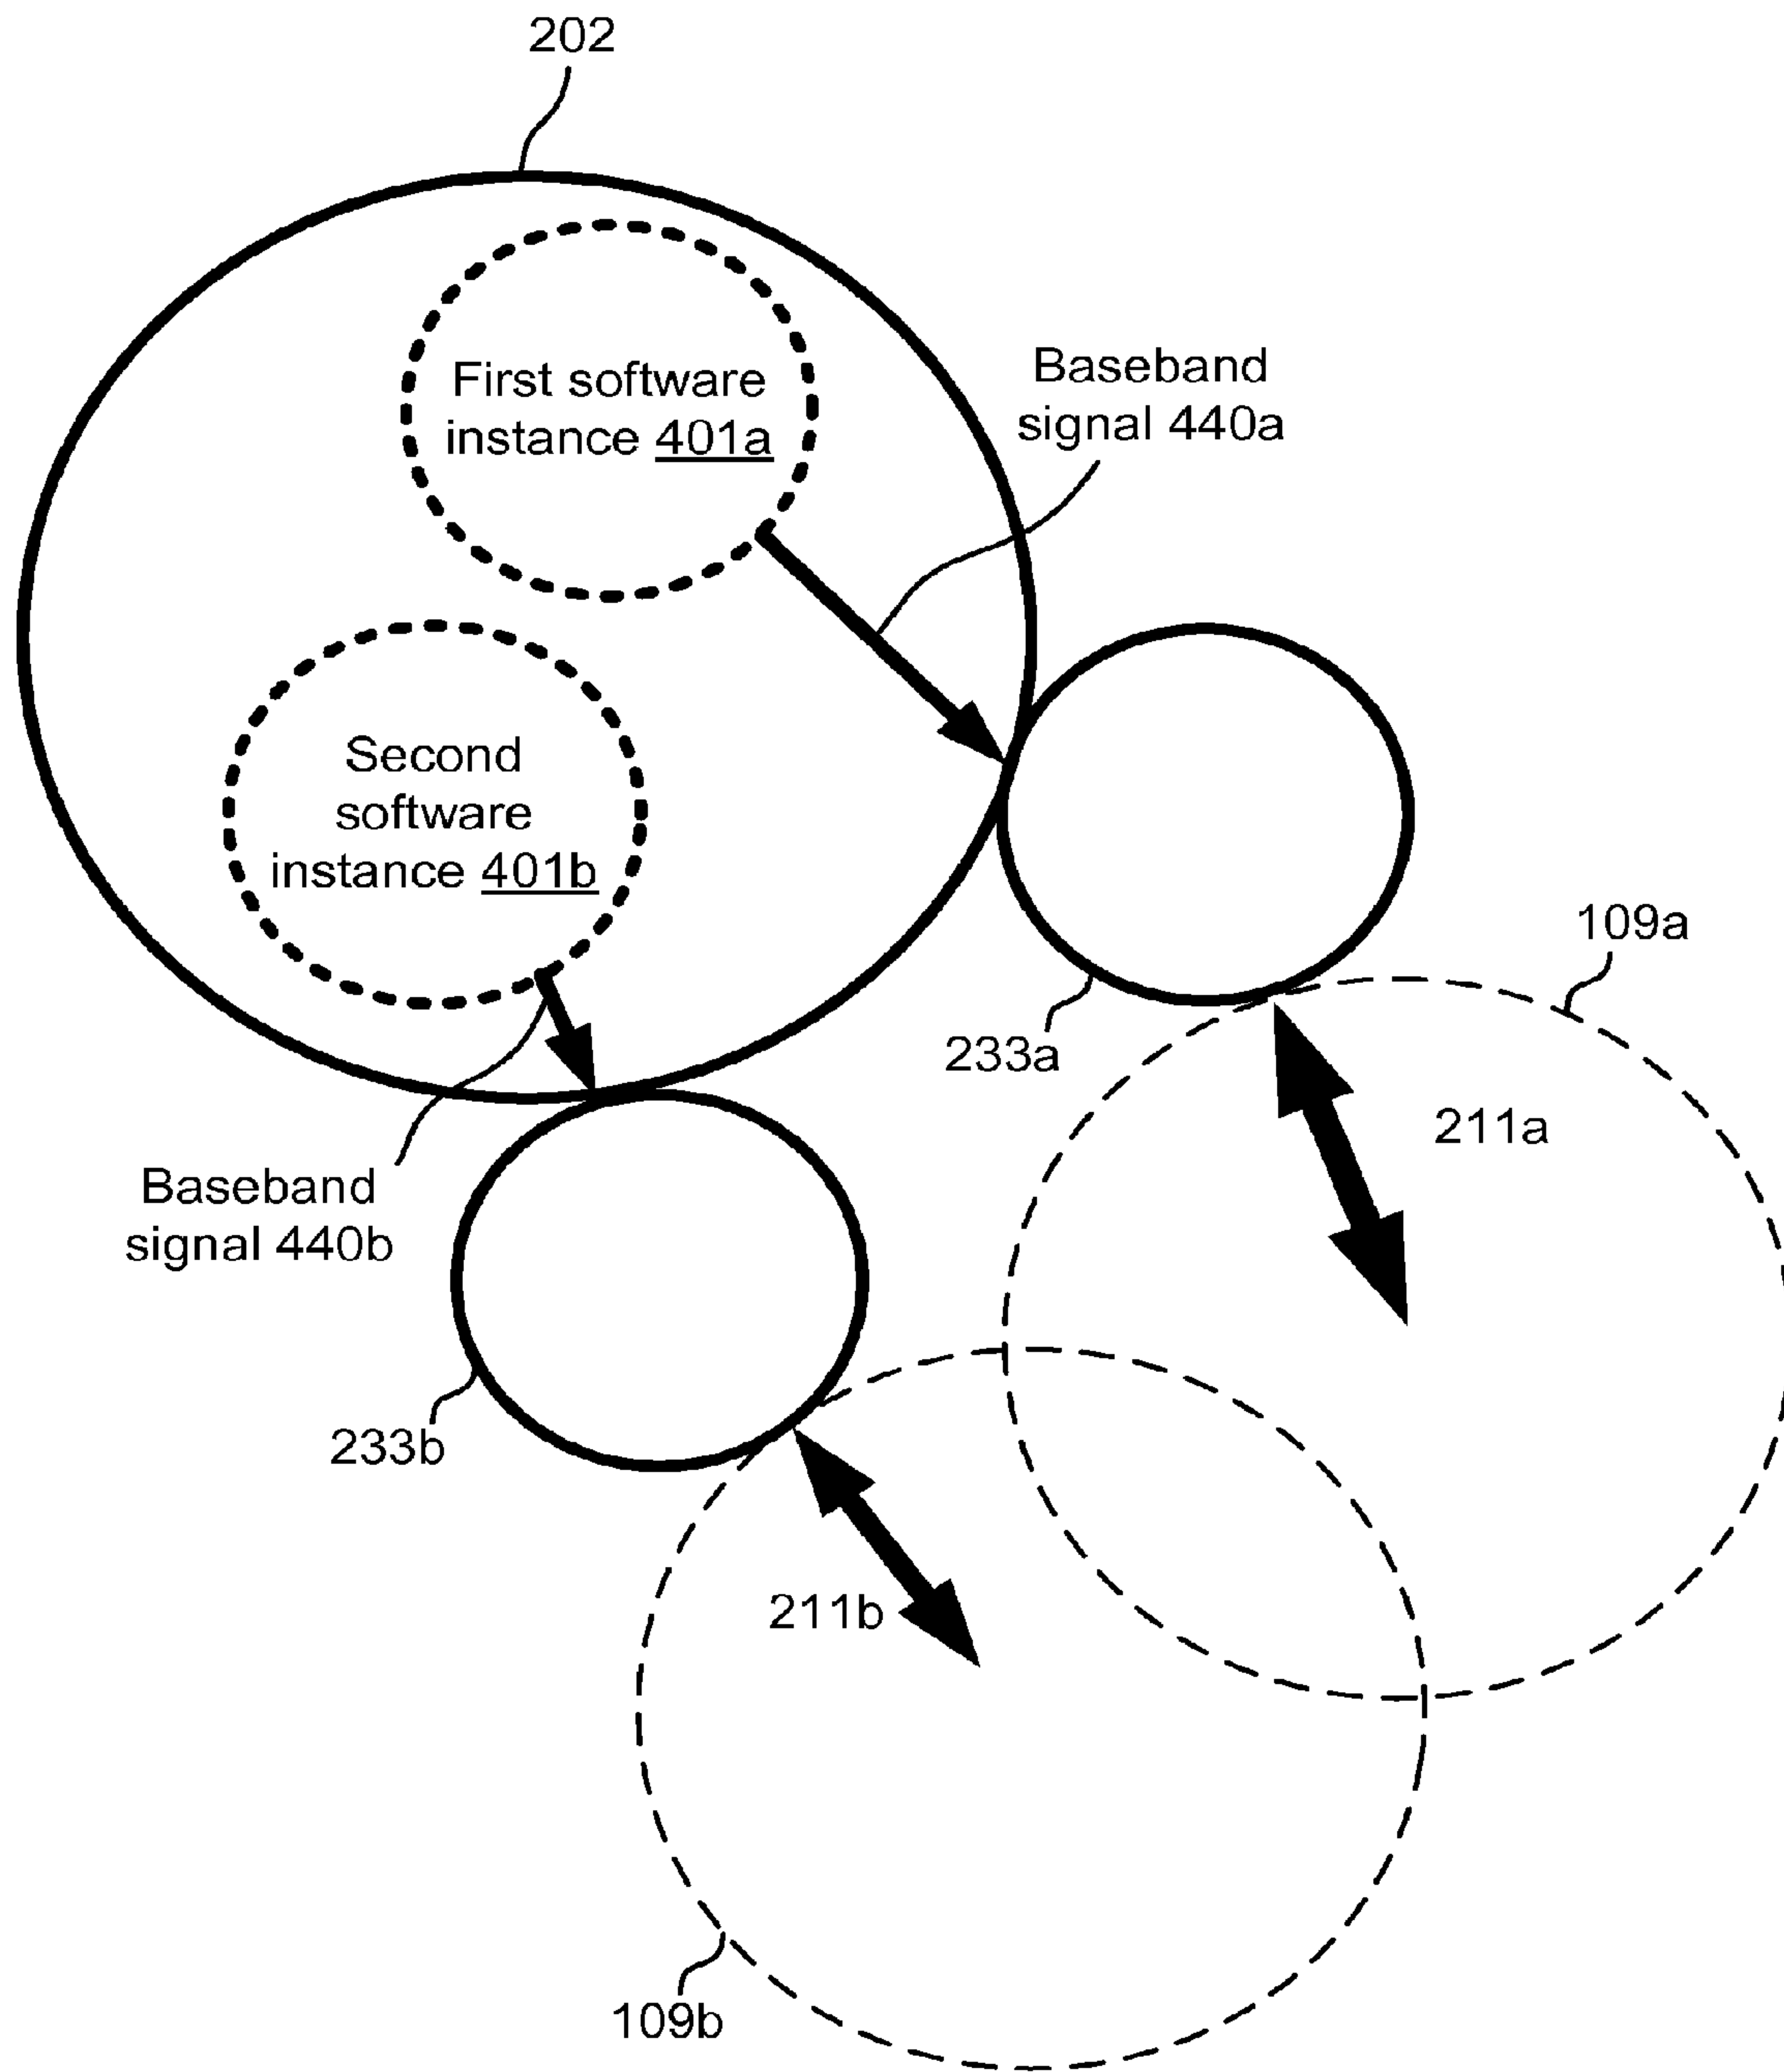 202
First software
instance 401a
Baseband
signal 440a
Second
software
instance 401b
109a
233a
211a
Baseband
signal 440b
233b
211b
109b